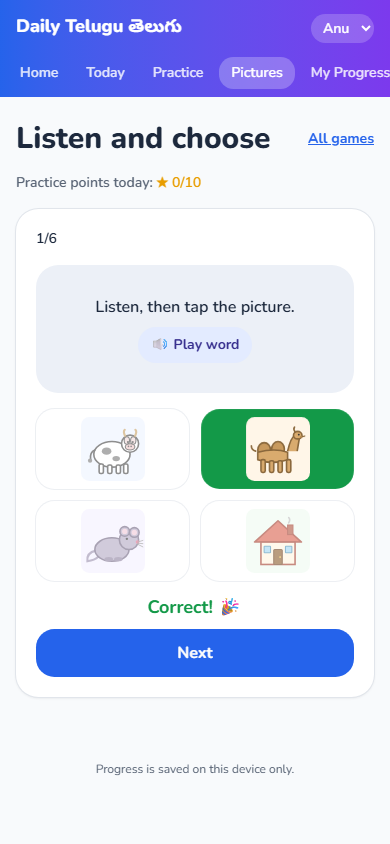 Daily Telugu తెలుగు
Anu
Home Today Practice Pictures My Progress
Listen and choose
All games
Practice points today: ★ 0/10
1/6
Listen, then tap the picture.
🔊 Play word
Correct! 🎉
Next
Progress is saved on this device only.